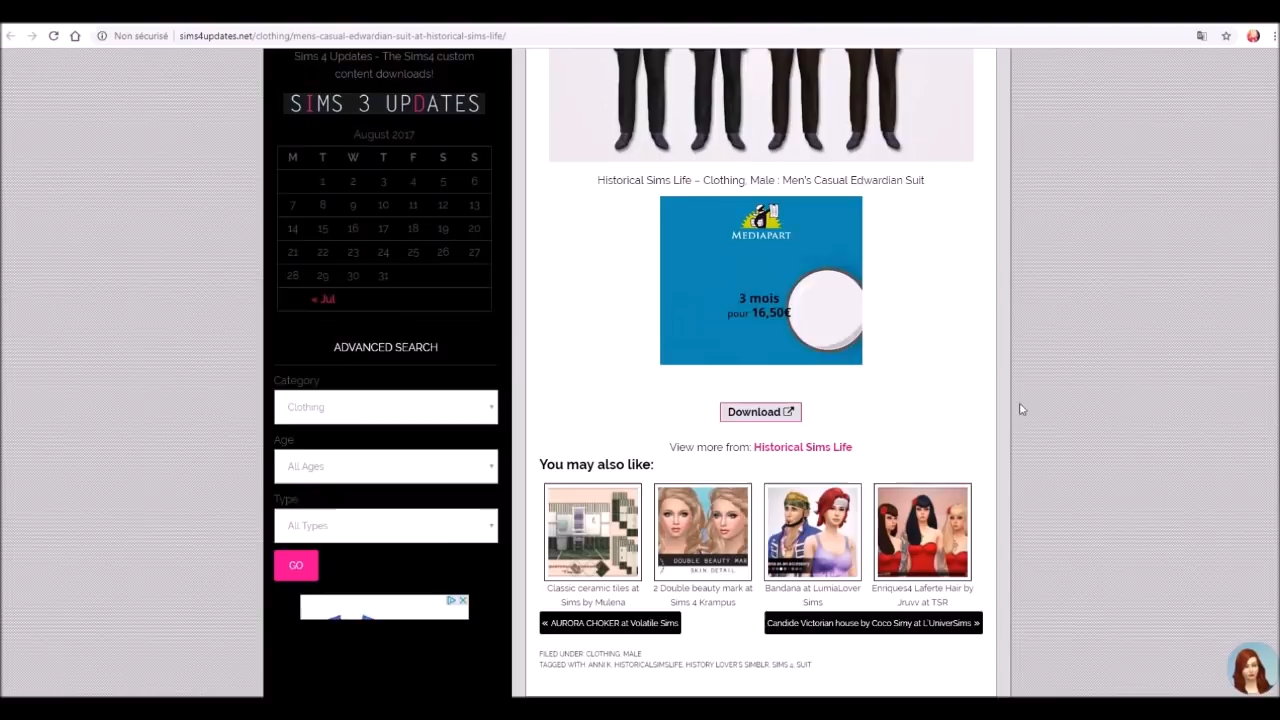 Non sécurisé
sims4updates.net/clothing/mens-casual-edwardian-suit-at-historical-sims-life/
Sims 4 Updates - The Sims4 custom
content downloads!
SIMS 3 UPDATES
August 2017
M T W T F S S
1 2 3 4 5 6
7 8 9 10 11 12 13
14 15 16 17 18 19 20
21 22 23 24 25 26 27
28 29 30 31
« Jul
ADVANCED SEARCH
Category
Clothing
Age
All Ages
Type
All Types
GO
Historical Sims Life – Clothing, Male : Men's Casual Edwardian Suit
MEDIAPART
3 mois
pour 16,50€
Download
View more from: Historical Sims Life
You may also like:
DOUBLE BEAUTY MAR
SKIN DETAIL
Classic ceramic tiles at
Sims by Mulena
2 Double beauty mark at
Sims 4 Krampus
Bandana at LumiaLover
Sims
Enriques4 Laferte Hair by
Jruvv at TSR
« AURORA CHOKER at Volatile Sims
Candide Victorian house by Coco Simy at L'UniverSims »
FILED UNDER: CLOTHING, MALE
TAGGED WITH: ANNI K, HISTORICALSIMSLIFE, HISTORY LOVER'S SIMBLR, SIMS 4, SUIT